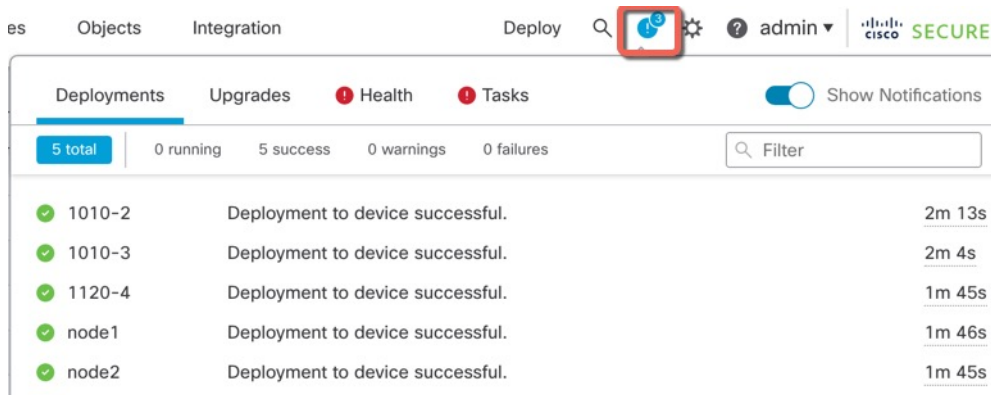 es Objects Integration Deploy 3 ? admin ▾ cisco SECURE
Deployments Upgrades ! Health ! Tasks Show Notifications
5 total 0 running 5 success 0 warnings 0 failures Filter
1010-2 Deployment to device successful. 2m 13s
1010-3 Deployment to device successful. 2m 4s
1120-4 Deployment to device successful. 1m 45s
node1 Deployment to device successful. 1m 46s
node2 Deployment to device successful. 1m 45s